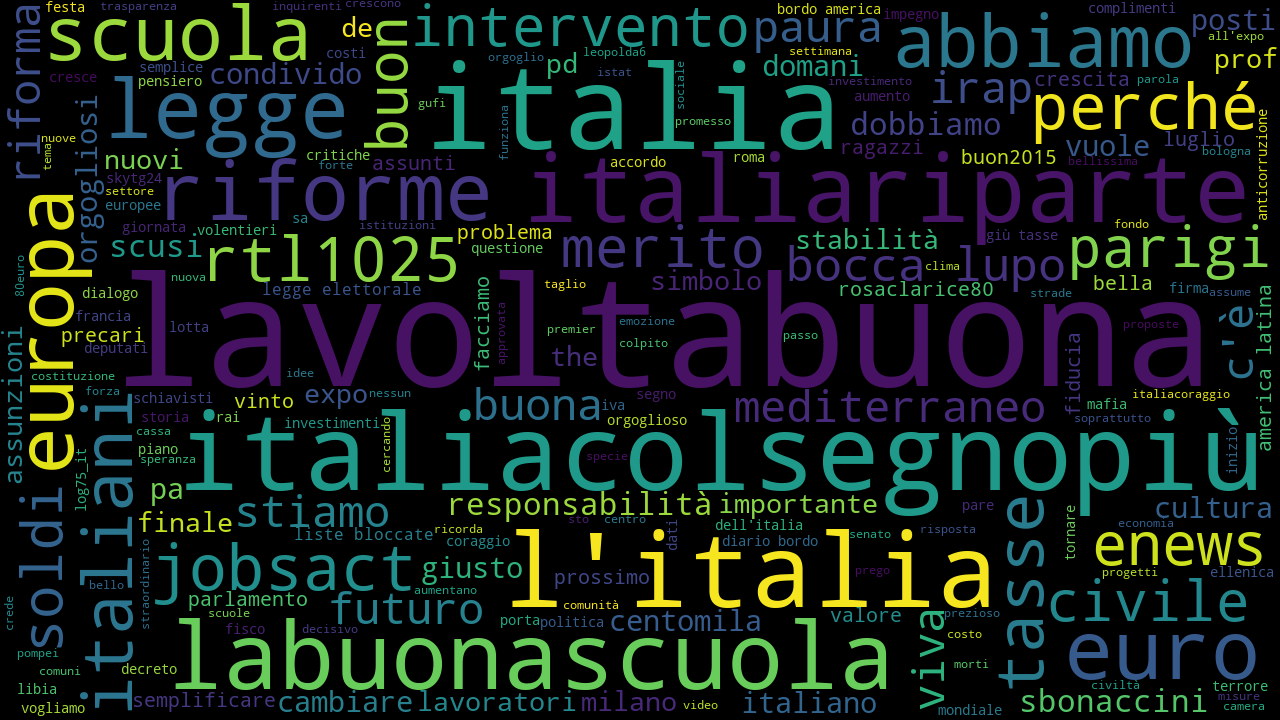 festa
trasparenza
inquirenti
crescono
bordo america
impegno
complimenti
scuola
de
buon
intervento
paura
abbiamo
posti
all'expo
riforma
costi
orgoglio
leopolda6
settimana
prof
semplice
condivido
pd
domani
cresce
pensiero
istat
sociale
investimento
irap
crescita
parola
legge
italia
gufi
aumento
perché
promesso
funziona
dobbiamo
anticorruzione
orgogliosi
nuove
tema
nuovi
critiche
assunti
accordo
roma
ragazzi
buon2015
vuole
luglio
bologna
forte
bellissima
skytg24
settore
europee
riforme
italiariparte
europa
giornata
volentieri
sa
istituzioni
problema
questione
merito
stabilità
più tasse
giù tasse
fondo
parigi
scusi
rtl1025
bocca
lupo
clima
80euro
nuova
legge elettorale
simbolo
rosaclarice80
bella
firma
assume
dialogo
facciamo
taglio
strade
lavoltabuona
francia
lotta
precari
deputati
approvata
premier
emozione
colpito
passo
proposte
the
c'è
america latina
assunzioni
costituzione
idee
forza
schiavisti
vinto
expo
nessun
segno
fiducia
italiacoraggio
storia
rai
buona
iva
mediterraneo
mafia
soprattutto
italiani
cassa
investimenti
orgoglioso
piano
speranza
cercando
specie
inizio
log75_it
italiacolsegnopiù
soldi
pa
stiamo
responsabilità
importante
pare
cultura
finale
liste bloccate
ricorda
sto
centro
dati
dell'italia
risposta
economia
coraggio
diario bordo
senato
tornare
tasse
enews
straordinario
jobsact
giusto
l'italia
prego
progetti
ellenica
bello
aumentano
prossimo
crede
parlamento
comunità
scuole
futuro
porta
politica
centomila
valore
prezioso
civile
fisco
decisivo
costo
viva
pompei
labuonascuola
euro
comuni
decreto
morti
libia
civiltà
terrore
vogliamo
semplificare
cambiare
lavoratori
milano
video
italiano
mondiale
sbonaccini
misure
camera